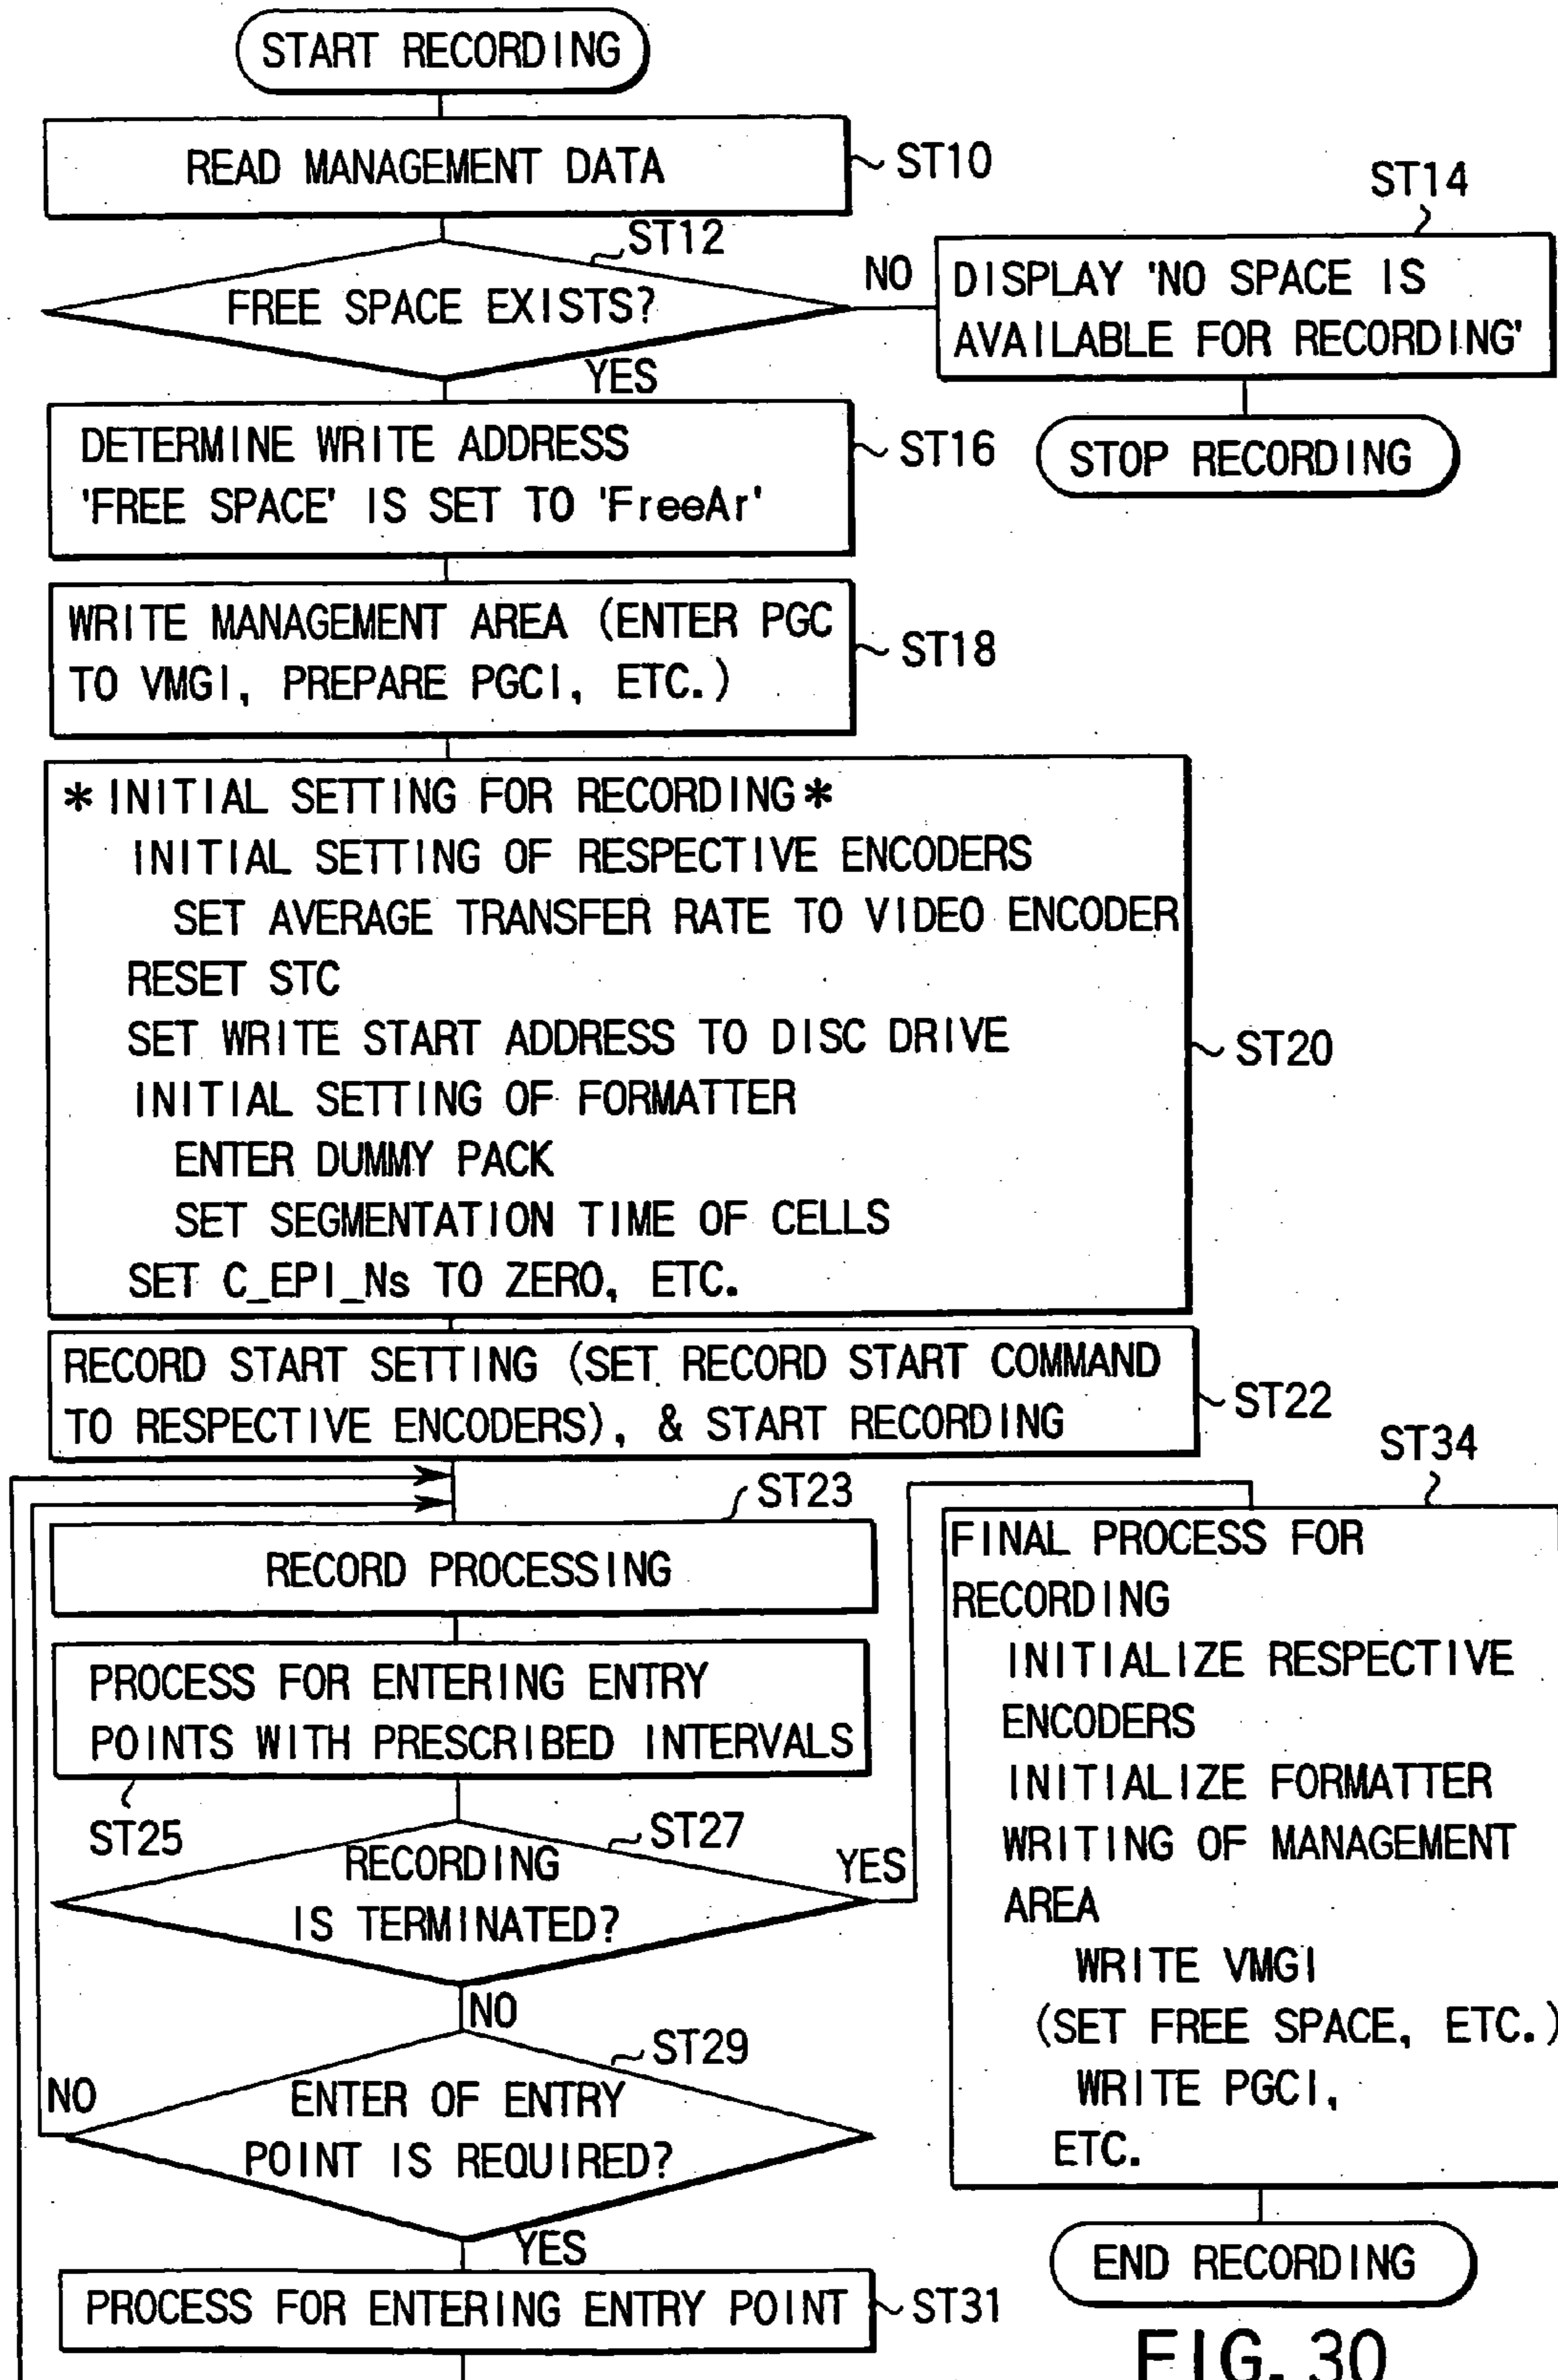 START RECORDING
READ MANAGEMENT DATA
ST10
ST12
FREE SPACE EXISTS?
NO
YES
ST14
DISPLAY 'NO SPACE IS
AVAILABLE FOR RECORDING'
STOP RECORDING
DETERMINE WRITE ADDRESS
'FREE SPACE' IS SET TO 'FreeAr'
ST16
WRITE MANAGEMENT AREA (ENTER PGC
TO VMGI, PREPARE PGCI, ETC.)
ST18
* INITIAL SETTING FOR RECORDING *
INITIAL SETTING OF RESPECTIVE ENCODERS
SET AVERAGE TRANSFER RATE TO VIDEO ENCODER
RESET STC
SET WRITE START ADDRESS TO DISC DRIVE
INITIAL SETTING OF FORMATTER
ENTER DUMMY PACK
SET SEGMENTATION TIME OF CELLS
SET C_EPI_Ns TO ZERO, ETC.
ST20
RECORD START SETTING (SET RECORD START COMMAND
TO RESPECTIVE ENCODERS), & START RECORDING
ST22
ST23
RECORD PROCESSING
PROCESS FOR ENTERING ENTRY
POINTS WITH PRESCRIBED INTERVALS
ST25
ST27
RECORDING
IS TERMINATED?
YES
NO
ST29
ENTER OF ENTRY
POINT IS REQUIRED?
NO
YES
PROCESS FOR ENTERING ENTRY POINT
ST31
ST34
FINAL PROCESS FOR
RECORDING
INITIALIZE RESPECTIVE
ENCODERS
INITIALIZE FORMATTER
WRITING OF MANAGEMENT
AREA
WRITE VMGI
(SET FREE SPACE, ETC.)
WRITE PGCI,
ETC.
END RECORDING
FIG. 30